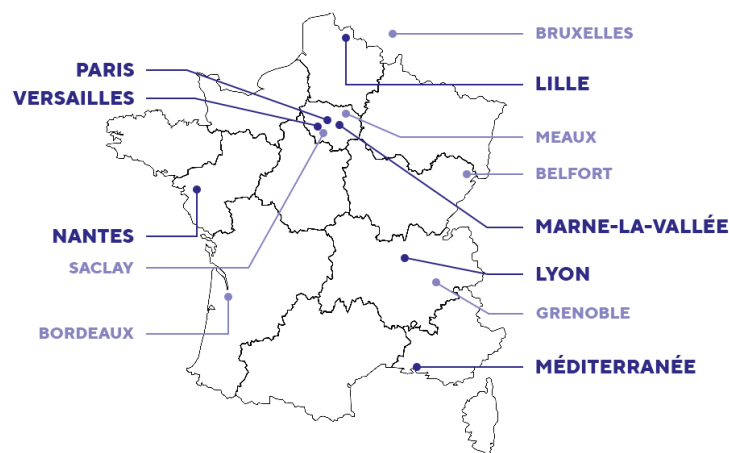 PARIS
VERSAILLES
NANTES
SACLAY
BORDEAUX
BRUXELLES
LILLE
MEAUX
BELFORT
MARNE-LA-VALLÉE
LYON
GRENOBLE
MÉDITERRANÉE